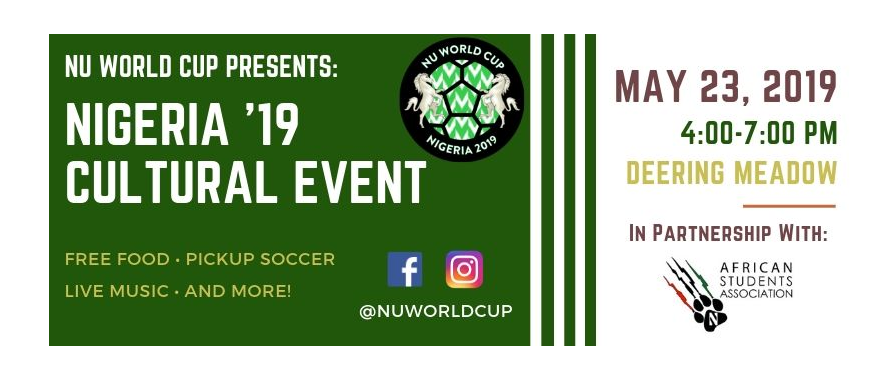 NU WORLD CUP PRESENTS:
NIGERIA '19
CULTURAL EVENT
NU WORLD CUP
NIGERIA 2019
FREE FOOD • PICKUP SOCCER
LIVE MUSIC • AND MORE!
f
@NUWORLDCUP
MAY 23, 2019
4:00-7:00 PM
DEERING MEADOW
IN PARTNERSHIP WITH:
AFRICAN
STUDENTS
ASSOCIATION
N